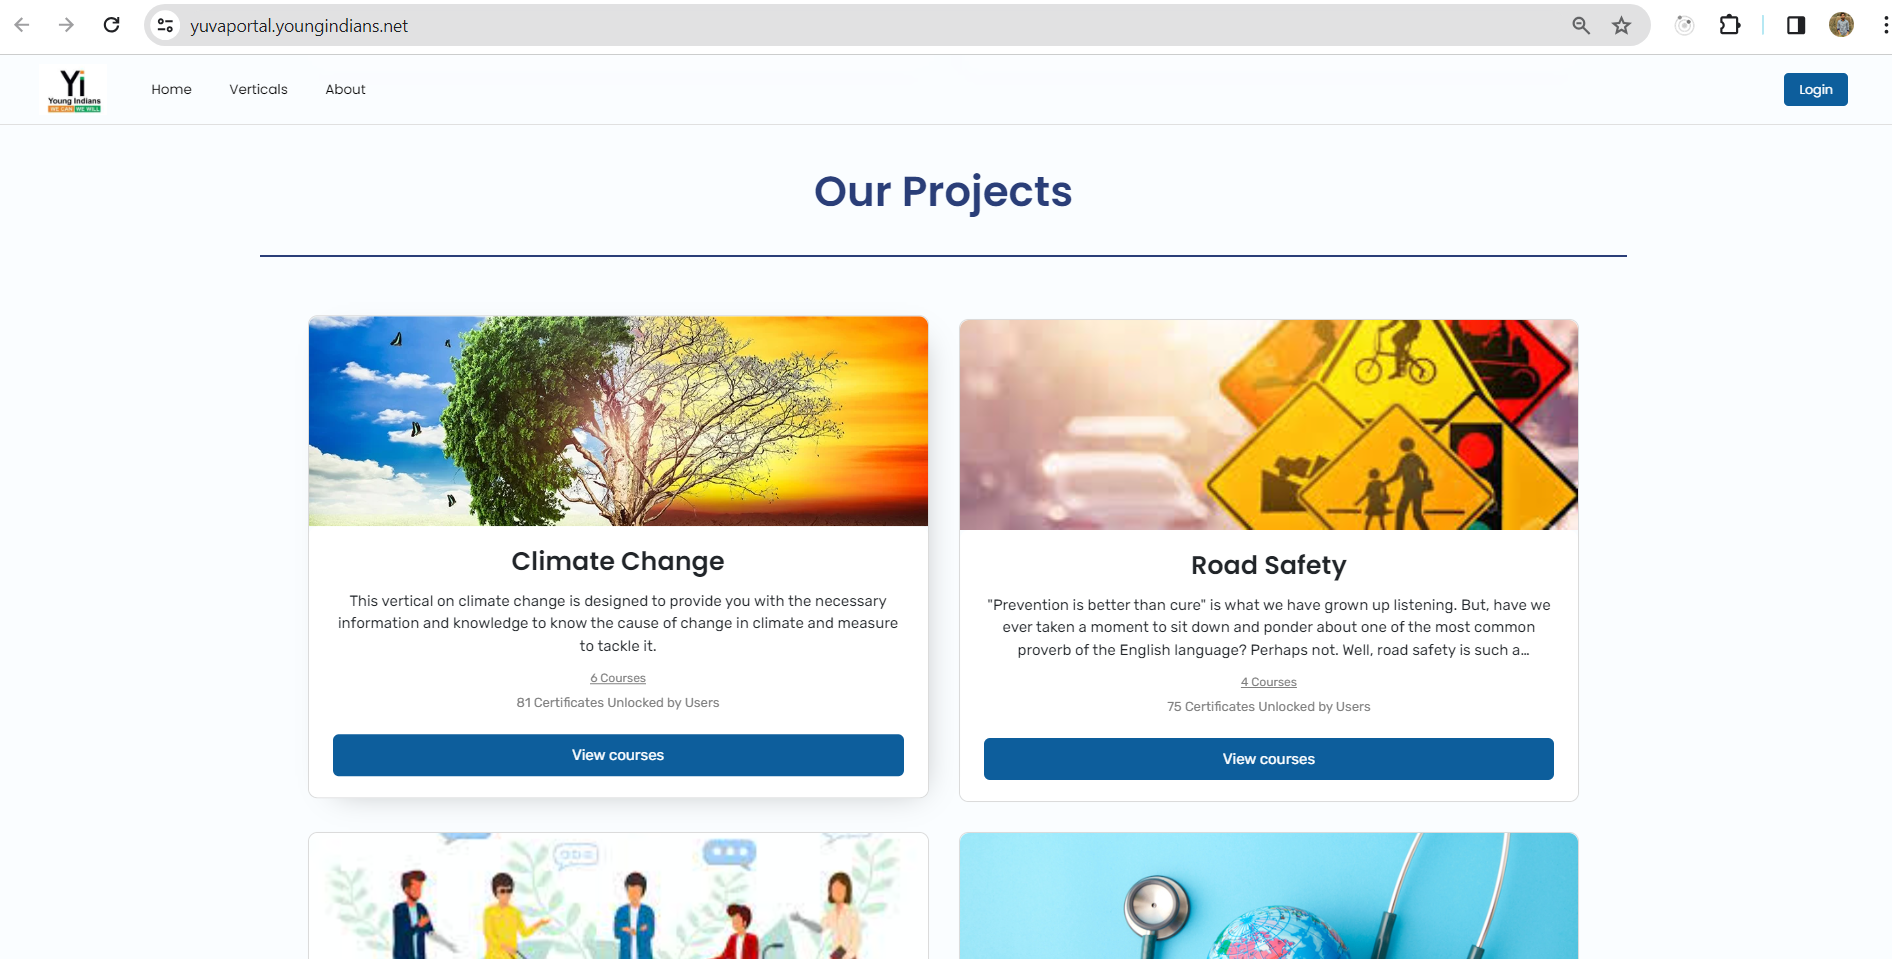 yuvaportal.youngindians.net
Yi
Young Indians
WE CAN WE WILL
Home
Verticals
About
Login
Our Projects
Climate Change
This vertical on climate change is designed to provide you with the necessary
information and knowledge to know the cause of change in climate and measure
to tackle it.
6 Courses
81 Certificates Unlocked by Users
View courses
Road Safety
"Prevention is better than cure" is what we have grown up listening. But, have we
ever taken a moment to sit down and ponder about one of the most common
proverb of the English language? Perhaps not. Well, road safety is such a...
4 Courses
75 Certificates Unlocked by Users
View courses